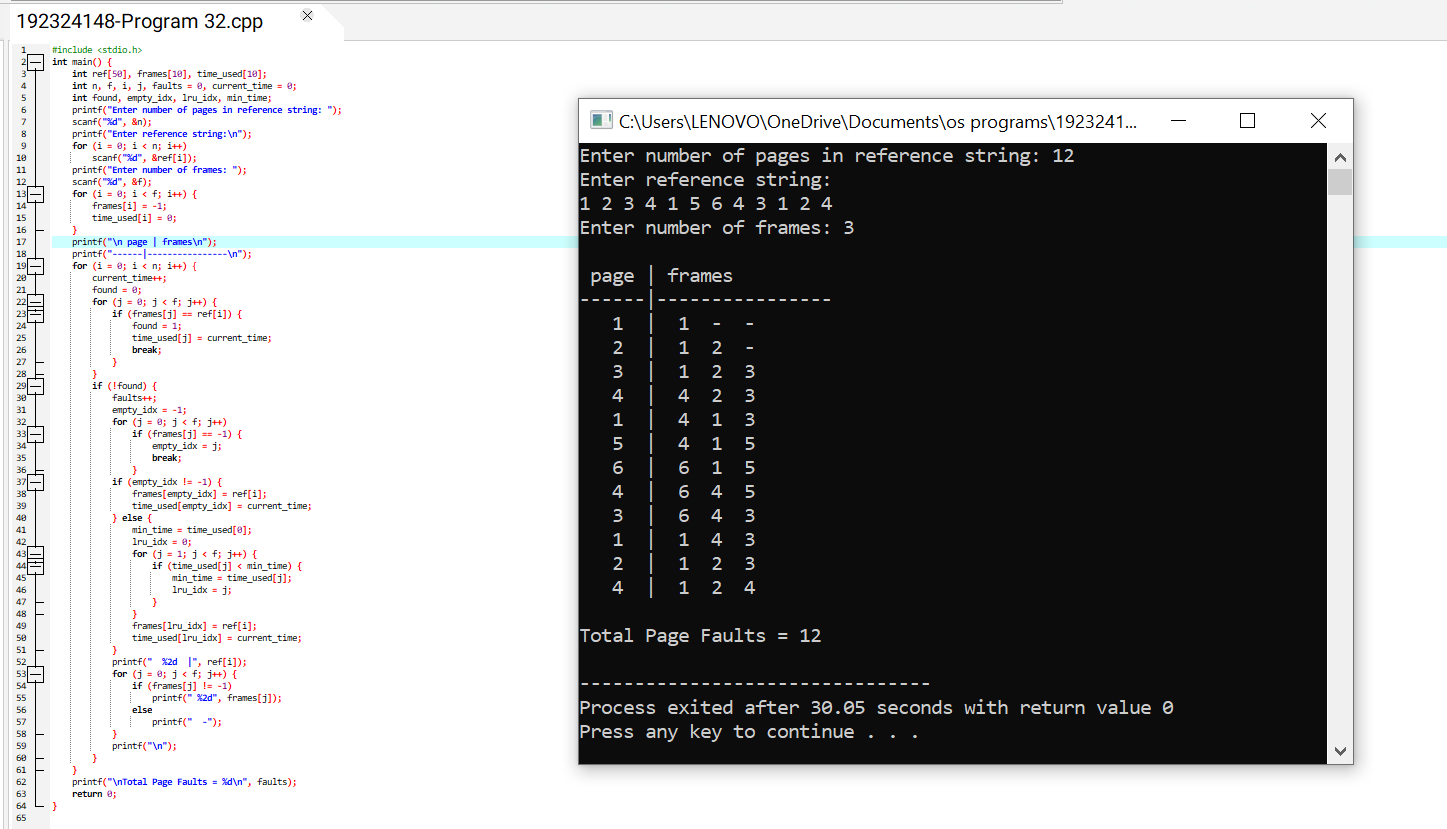 192324148-Program 32.cpp
1 #include <stdio.h>
2 int main() {
3     int ref[50], frames[10], time_used[10];
4     int n, f, i, j, faults = 0, current_time = 0;
5     int found, empty_idx, lru_idx, min_time;
6     printf("Enter number of pages in reference string: ");
7     scanf("%d", &n);
8     printf("Enter reference string:\n");
9     for (i = 0; i < n; i++)
10         scanf("%d", &ref[i]);
11     printf("Enter number of frames: ");
12     scanf("%d", &f);
13     for (i = 0; i < f; i++) {
14         frames[i] = -1;
15         time_used[i] = 0;
16     }
17     printf("\n page | frames\n");
18     printf("------|----------------\n");
19     for (i = 0; i < n; i++) {
20         current_time++;
21         found = 0;
22         for (j = 0; j < f; j++) {
23             if (frames[j] == ref[i]) {
24                 found = 1;
25                 time_used[j] = current_time;
26                 break;
27             }
28         }
29         if (!found) {
30             faults++;
31             empty_idx = -1;
32             for (j = 0; j < f; j++)
33                 if (frames[j] == -1) {
34                     empty_idx = j;
35                     break;
36                 }
37             if (empty_idx != -1) {
38                 frames[empty_idx] = ref[i];
39                 time_used[empty_idx] = current_time;
40             } else {
41                 min_time = time_used[0];
42                 lru_idx = 0;
43                 for (j = 1; j < f; j++) {
44                     if (time_used[j] < min_time) {
45                         min_time = time_used[j];
46                         lru_idx = j;
47                     }
48                 }
49                 frames[lru_idx] = ref[i];
50                 time_used[lru_idx] = current_time;
51             }
52             printf("  %2d  |", ref[i]);
53             for (j = 0; j < f; j++) {
54                 if (frames[j] != -1)
55                     printf(" %2d", frames[j]);
56                 else
57                     printf("  -");
58             }
59             printf("\n");
60         }
61     }
62     printf("\nTotal Page Faults = %d\n", faults);
63     return 0;
64 }
65
C:\Users\LENOVO\OneDrive\Documents\os programs\1923241...
Enter number of pages in reference string: 12
Enter reference string:
1 2 3 4 1 5 6 4 3 1 2 4
Enter number of frames: 3
 page | frames
------|----------------
   1  |  1  -  -
   2  |  1  2  -
   3  |  1  2  3
   4  |  4  2  3
   1  |  4  1  3
   5  |  4  1  5
   6  |  6  1  5
   4  |  6  4  5
   3  |  6  4  3
   1  |  1  4  3
   2  |  1  2  3
   4  |  1  2  4
Total Page Faults = 12
--------------------------------
Process exited after 30.05 seconds with return value 0
Press any key to continue . . .